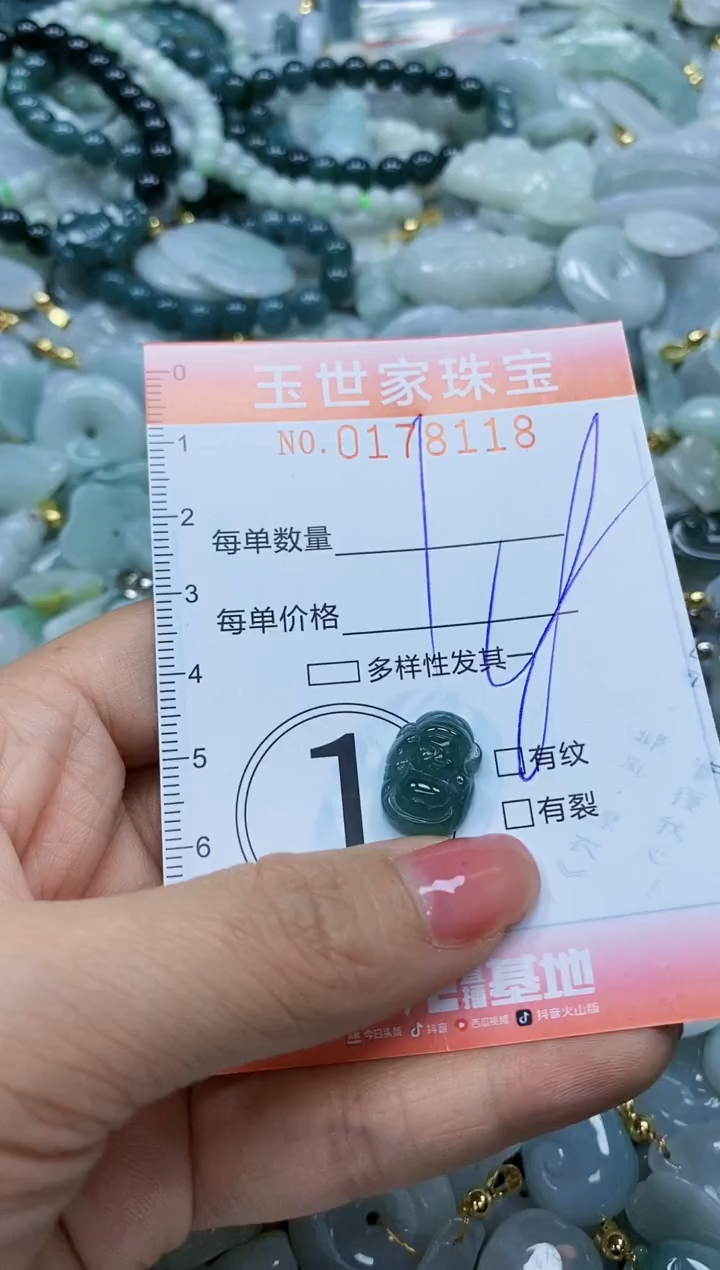 玉世家珠宝
NO.0178118
每单数量
每单价格
多样性发其一
1
有纹
有裂
播基地
今日头条 抖音 西瓜视频 抖音火山版
0
1
2
3
4
5
6